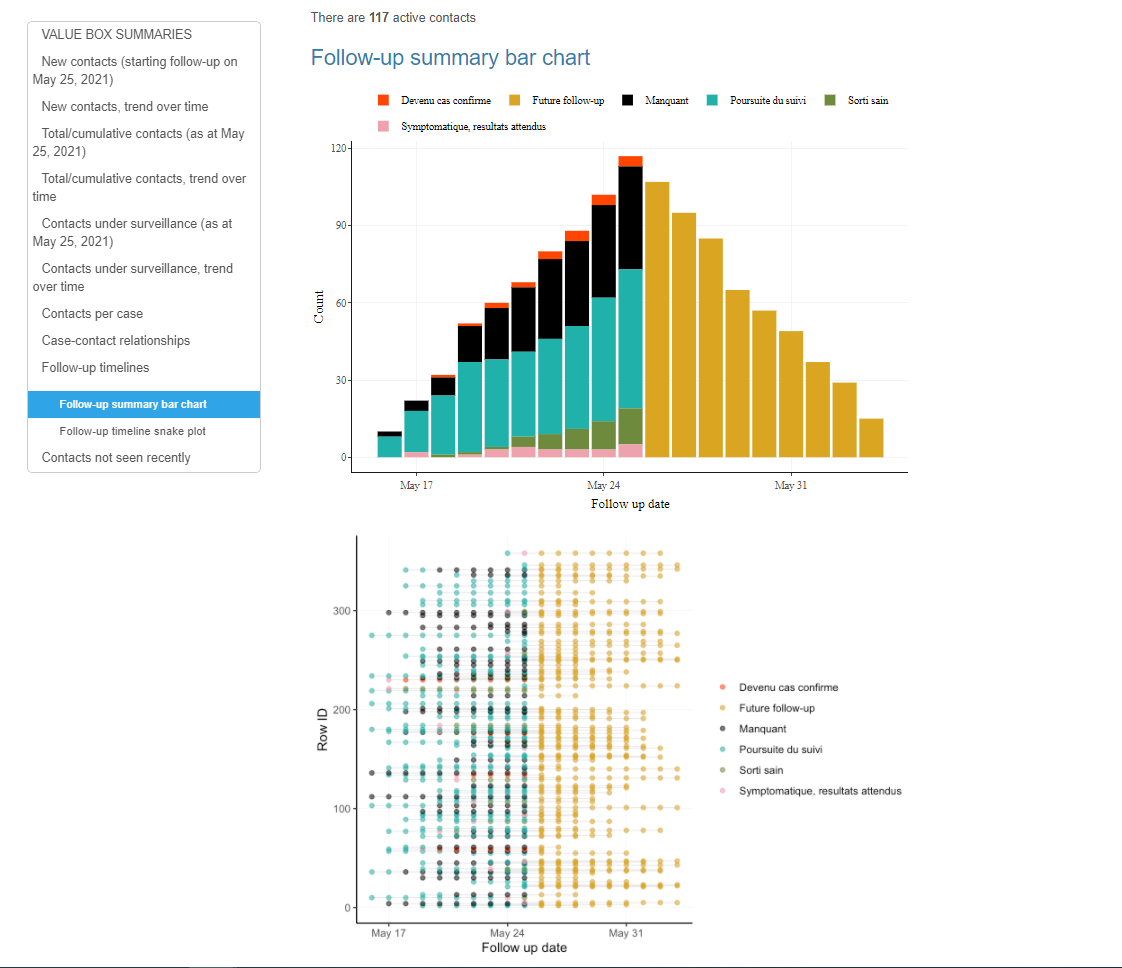 VALUE BOX SUMMARIES
New contacts (starting follow-up on
May 25, 2021)
New contacts, trend over time
Total/cumulative contacts (as at May
25, 2021)
Total/cumulative contacts, trend over
time
Contacts under surveillance (as at
May 25, 2021)
Contacts under surveillance, trend
over time
Contacts per case
Case-contact relationships
Follow-up timelines
Follow-up summary bar chart
Follow-up timeline snake plot
Contacts not seen recently
There are 117 active contacts
Follow-up summary bar chart
Devenu cas confirme Future follow-up Manquant Poursuite du suivi Sorti sain
Symptomatique, resultats attendus
120
90
60
30
0
Count
May 17 May 24 May 31
Follow up date
300
200
100
0
Row ID
May 17 May 24 May 31
Follow up date
Devenu cas confirme
Future follow-up
Manquant
Poursuite du suivi
Sorti sain
Symptomatique, resultats attendus